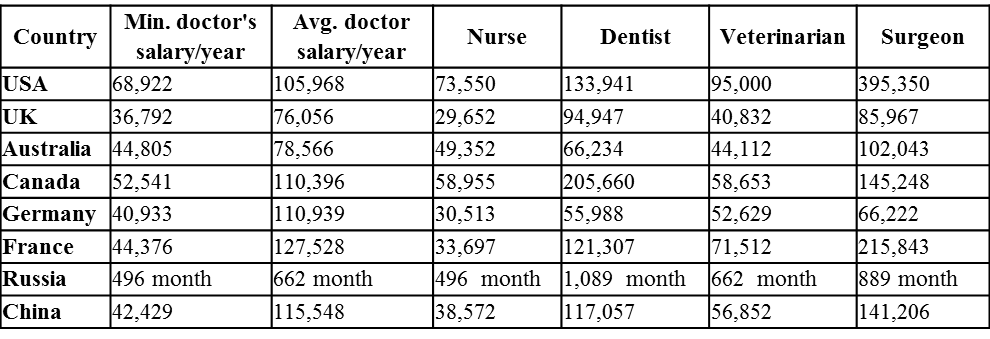 Country | Min. doctor's salary/year | Avg. doctor salary/year | Nurse | Dentist | Veterinarian | Surgeon
USA | 68,922 | 105,968 | 73,550 | 133,941 | 95,000 | 395,350
UK | 36,792 | 76,056 | 29,652 | 94,947 | 40,832 | 85,967
Australia | 44,805 | 78,566 | 49,352 | 66,234 | 44,112 | 102,043
Canada | 52,541 | 110,396 | 58,955 | 205,660 | 58,653 | 145,248
Germany | 40,933 | 110,939 | 30,513 | 55,988 | 52,629 | 66,222
France | 44,376 | 127,528 | 33,697 | 121,307 | 71,512 | 215,843
Russia | 496 month | 662 month | 496 month | 1,089 month | 662 month | 889 month
China | 42,429 | 115,548 | 38,572 | 117,057 | 56,852 | 141,206